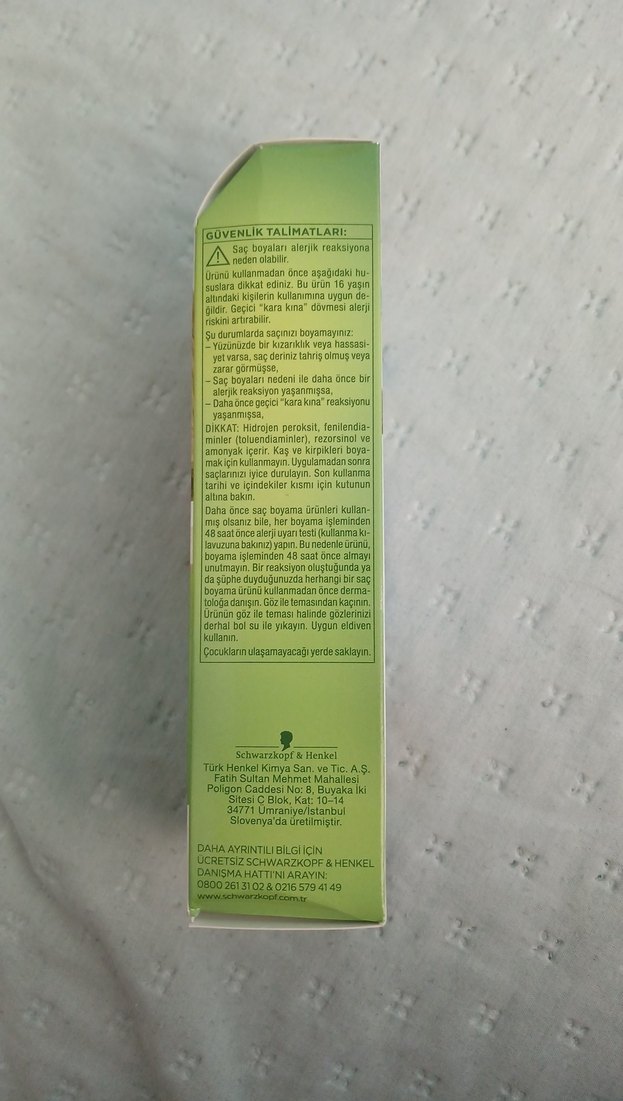 GÜVENLİK TALİMATLARI:
Saç boyaları alerjik reaksiyona
neden olabilir.
Ürünü kullanmadan önce aşağıdaki hu-
suslara dikkat ediniz. Bu ürün 16 yaşın
altındaki kişilerin kullanımına uygun de-
ğildir. Geçici "kara kına" dövmesi alerji
riskini artırabilir.
Şu durumlarda saçınızı boyamayınız:
– Yüzünüzde bir kızarıklık veya hassasi-
yet varsa, saç deriniz tahriş olmuş veya
zarar görmüşse,
– Saç boyaları nedeni ile daha önce bir
alerjik reaksiyon yaşanmışsa,
– Daha önce geçici "kara kına" reaksiyonu
yaşanmışsa,
DİKKAT: Hidrojen peroksit, fenilendia-
minler (toluendiaminler), rezorsinol ve
amonyak içerir. Kaş ve kirpikleri boya-
mak için kullanmayın. Uygulamadan sonra
saçlarınızı iyice durulayın. Son kullanma
tarihi ve içindekiler kısmı için kutunun
altına bakın.
Daha önce saç boyama ürünleri kullan-
mış olsanız bile, her boyama işleminden
48 saat önce alerji uyarı testi (kullanma kı-
lavuzuna bakınız) yapın. Bu nedenle ürünü,
boyama işleminden 48 saat önce almayı
unutmayın. Bir reaksiyon oluştuğunda ya
da şüphe duyduğunuzda herhangi bir saç
boyama ürünü kullanmadan önce derma-
toloğa danışın. Göz ile temasından kaçının.
Ürünün göz ile teması halinde gözlerinizi
derhal bol su ile yıkayın. Uygun eldiven
kullanın.
Çocukların ulaşamayacağı yerde saklayın.
Schwarzkopf & Henkel
Türk Henkel Kimya San. ve Tic. A.Ş.
Fatih Sultan Mehmet Mahallesi
Poligon Caddesi No: 8, Buyaka İki
Sitesi C Blok, Kat: 10–14
34771 Ümraniye/İstanbul
Slovenya'da üretilmiştir.
DAHA AYRINTILI BİLGİ İÇİN
ÜCRETSİZ SCHWARZKOPF & HENKEL
DANIŞMA HATTI'NI ARAYIN:
0800 261 31 02 & 0216 579 41 49
www.schwarzkopf.com.tr